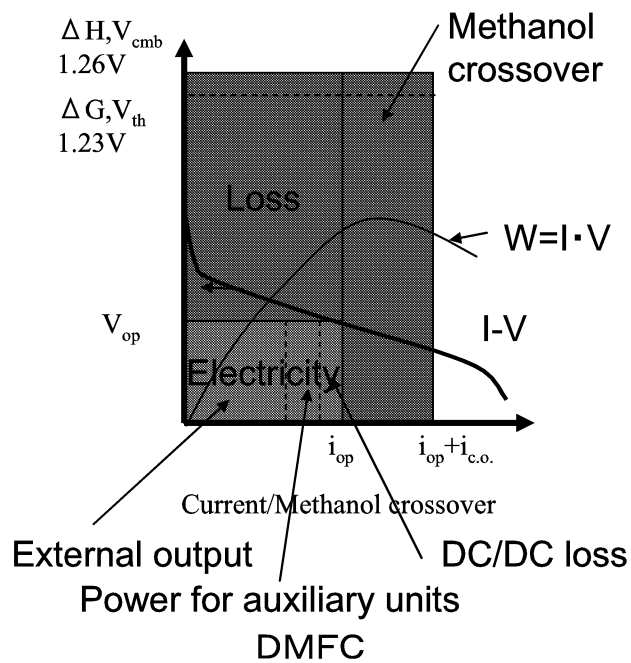 ΔH,Vcmb
1.26V
ΔG,Vth
1.23V
Methanol
crossover
Loss
W=I・V
I-V
Vop
Electricity
iop
iop+ic.o.
Current/Methanol crossover
External output
DC/DC loss
Power for auxiliary units
DMFC